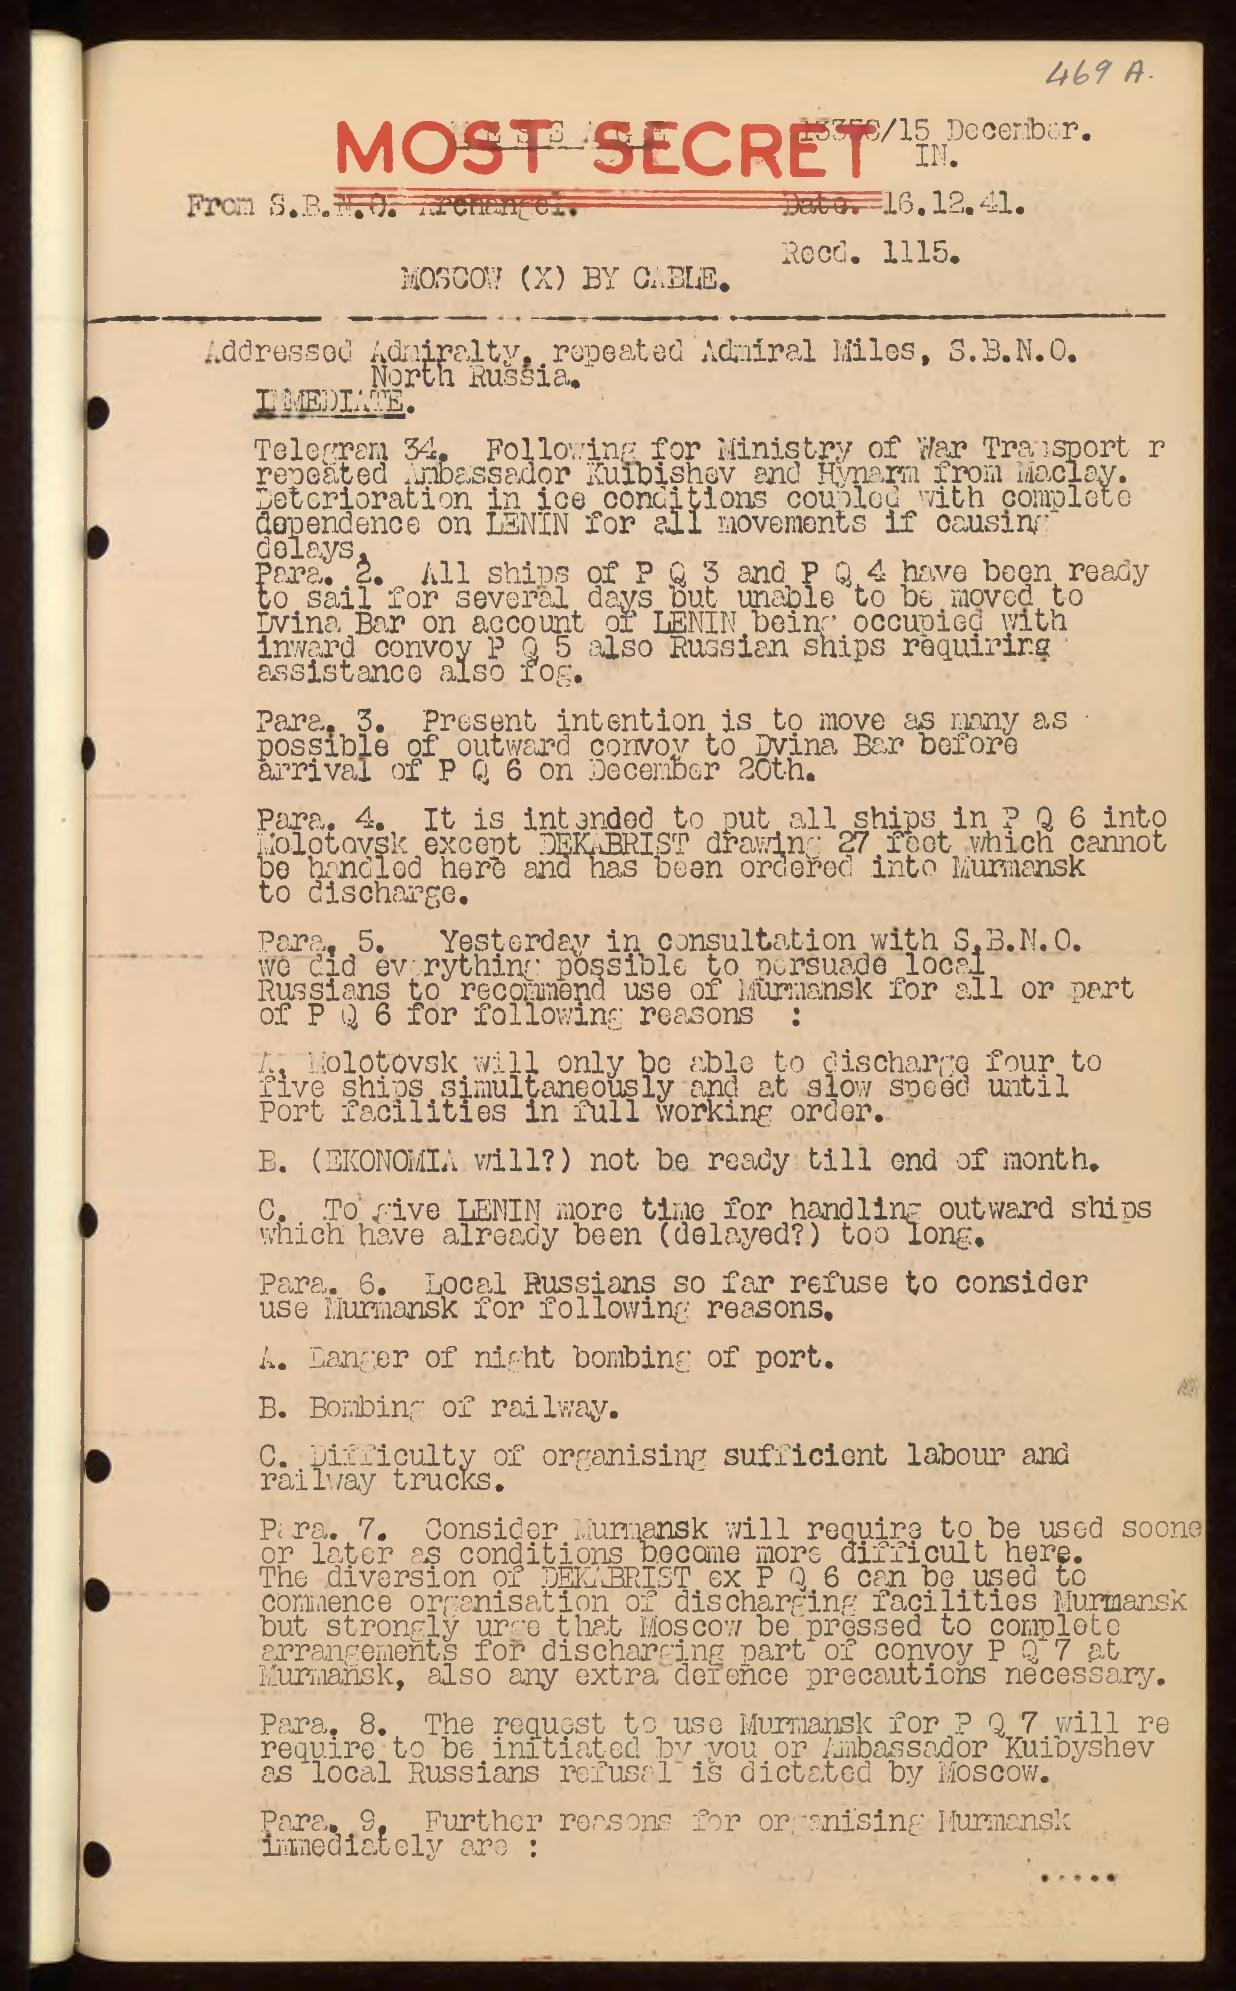 469 A.
MESSAGE /15 December.
MOST SECRET
IN.
From S.B.N.O. Archangel. Date. 16.12.41.
Recd. 1115.
MOSCOW (X) BY CABLE.
Addressed Admiralty, repeated Admiral Miles, S.B.N.O.
North Russia.
IMMEDIATE.
Telegram 34. Following for Ministry of War Transport r
repeated Ambassador Kuibishev and Hynarm from Maclay.
Deterioration in ice conditions coupled with complete
dependence on LENIN for all movements if causing
delays.
Para. 2. All ships of P Q 3 and P Q 4 have been ready
to sail for several days but unable to be moved to
Dvina Bar on account of LENIN being occupied with
inward convoy P Q 5 also Russian ships requiring
assistance also fog.
Para. 3. Present intention is to move as many as
possible of outward convoy to Dvina Bar before
arrival of P Q 6 on December 20th.
Para. 4. It is intended to put all ships in P Q 6 into
Molotovsk except DEKABRIST drawing 27 feet which cannot
be handled here and has been ordered into Murmansk
to discharge.
Para. 5. Yesterday in consultation with S.B.N.O.
we did everything possible to persuade local
Russians to recommend use of Murmansk for all or part
of P Q 6 for following reasons :
A. Molotovsk will only be able to discharge four to
five ships simultaneously and at slow speed until
Port facilities in full working order.
B. (EKONOMIA will?) not be ready till end of month.
C. To give LENIN more time for handling outward ships
which have already been (delayed?) too long.
Para. 6. Local Russians so far refuse to consider
use Murmansk for following reasons.
A. Danger of night bombing of port.
B. Bombing of railway.
C. Difficulty of organising sufficient labour and
railway trucks.
Para. 7. Consider Murmansk will require to be used soone
or later as conditions become more difficult here.
The diversion of DEKABRIST ex P Q 6 can be used to
commence organisation of discharging facilities Murmansk
but strongly urge that Moscow be pressed to complete
arrangements for discharging part of convoy P Q 7 at
Murmansk, also any extra defence precautions necessary.
Para. 8. The request to use Murmansk for P Q 7 will re
require to be initiated by you or Ambassador Kuibyshev
as local Russians refusal is dictated by Moscow.
Para. 9. Further reasons for organising Murmansk
immediately are :
.....